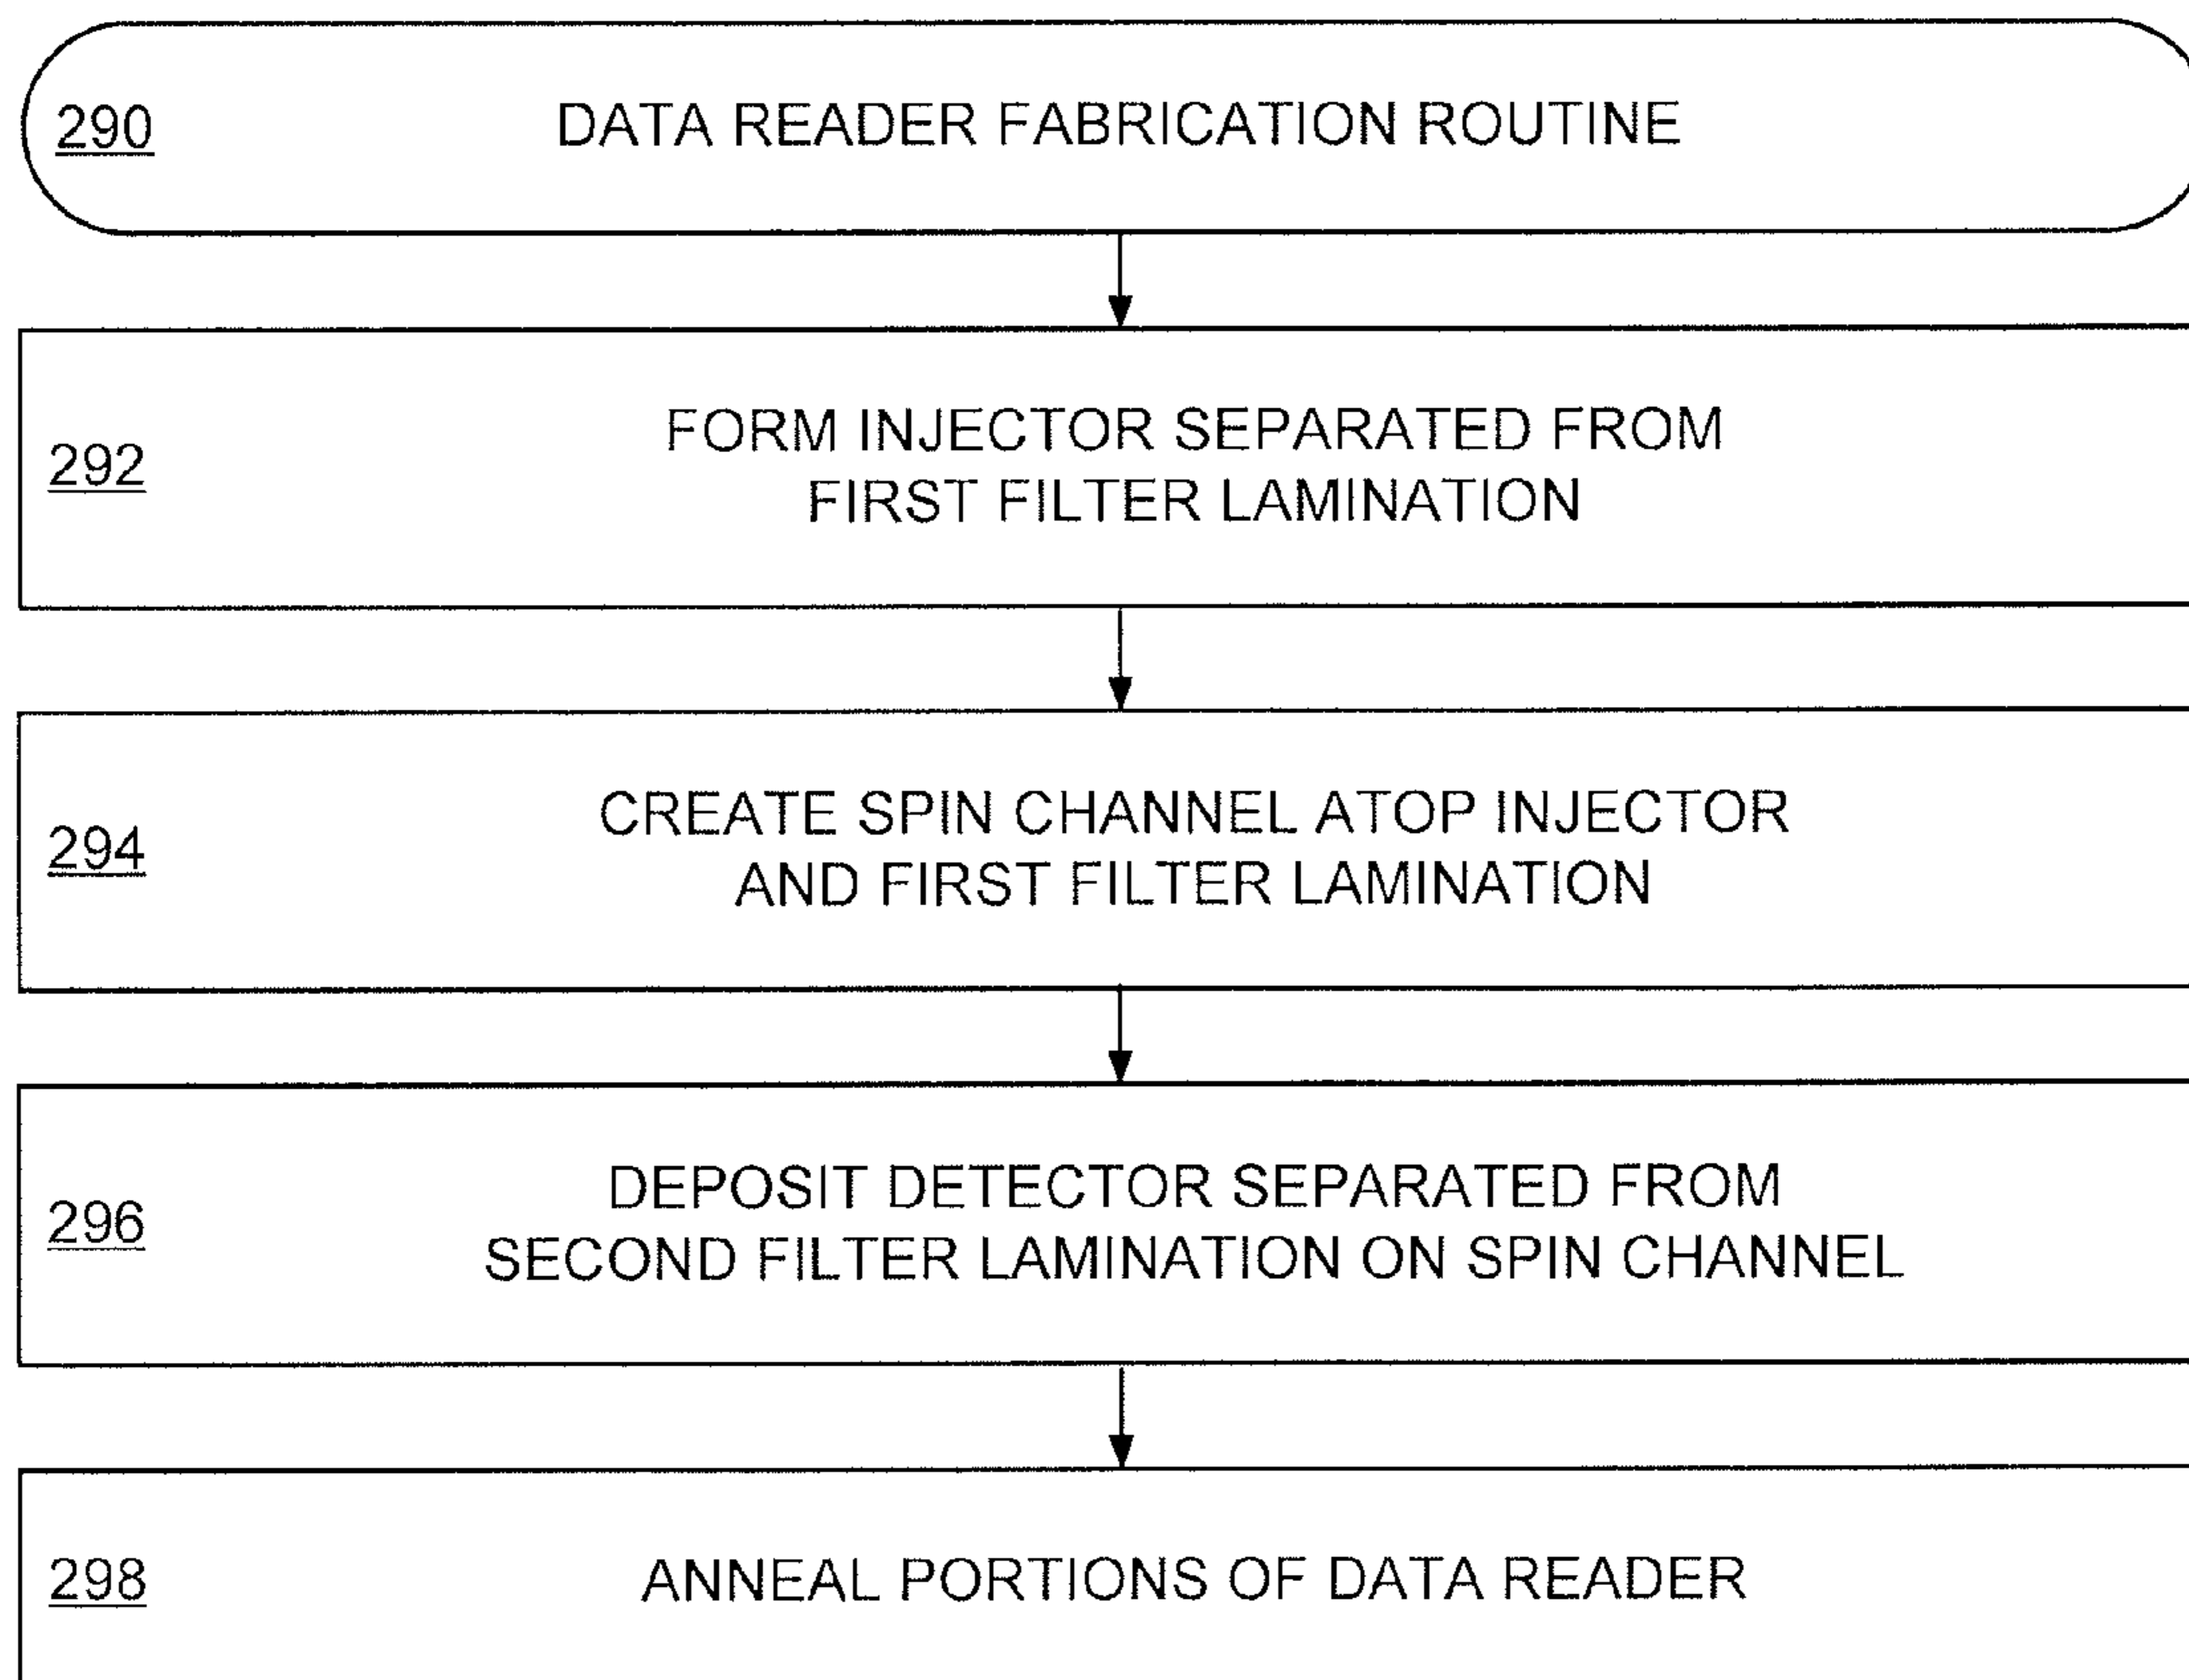 290
DATA READER FABRICATION ROUTINE
292
FORM INJECTOR SEPARATED FROM
FIRST FILTER LAMINATION
294
CREATE SPIN CHANNEL ATOP INJECTOR
AND FIRST FILTER LAMINATION
296
DEPOSIT DETECTOR SEPARATED FROM
SECOND FILTER LAMINATION ON SPIN CHANNEL
298
ANNEAL PORTIONS OF DATA READER